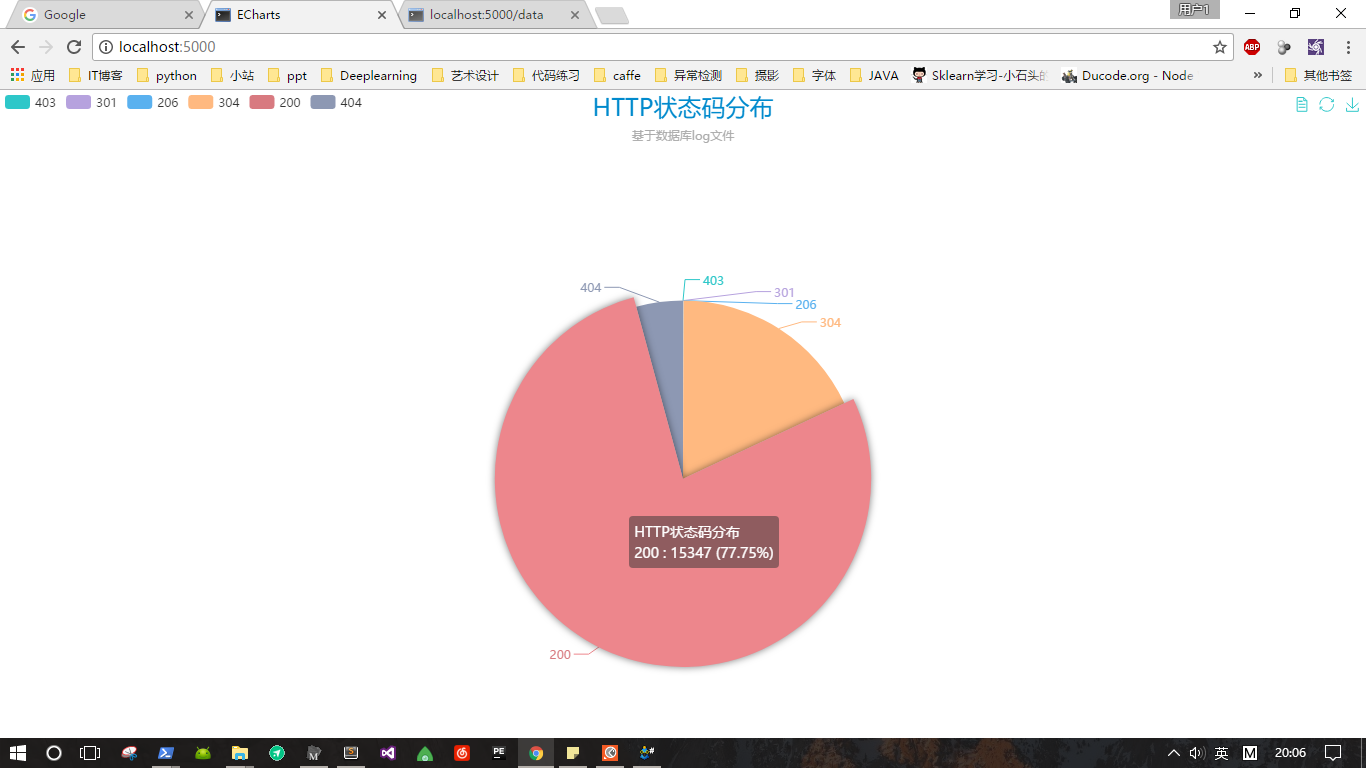 Google
ECharts
localhost:5000/data
用户1
localhost:5000
ABP
应用
IT博客
python
小站
ppt
Deeplearning
艺术设计
代码练习
caffe
异常检测
摄影
字体
JAVA
Sklearn学习-小石头的
Ducode.org - Node
»
其他书签
403
301
206
304
200
404
HTTP状态码分布
基于数据库log文件
404
403
301
206
304
HTTP状态码分布
200 : 15347 (77.75%)
200
PE
英
M
20:06